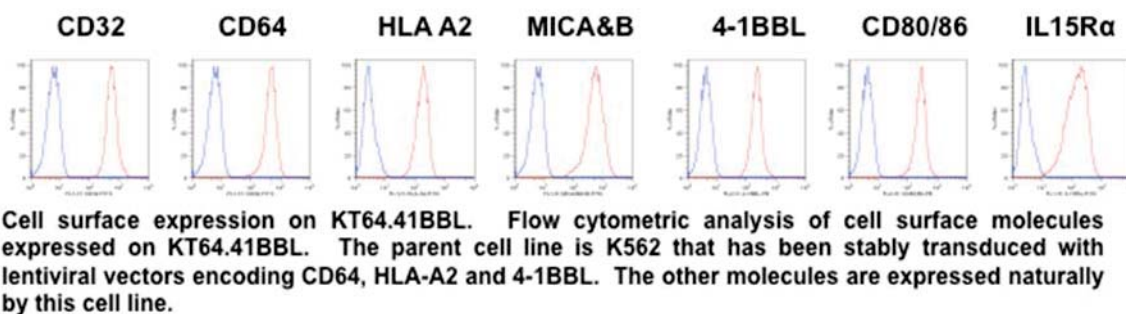 CD32 CD64 HLA A2 MICA&B 4-1BBL CD80/86 IL15Rα
Cell surface expression on KT64.41BBL. Flow cytometric analysis of cell surface molecules
expressed on KT64.41BBL. The parent cell line is K562 that has been stably transduced with
lentiviral vectors encoding CD64, HLA-A2 and 4-1BBL. The other molecules are expressed naturally
by this cell line.